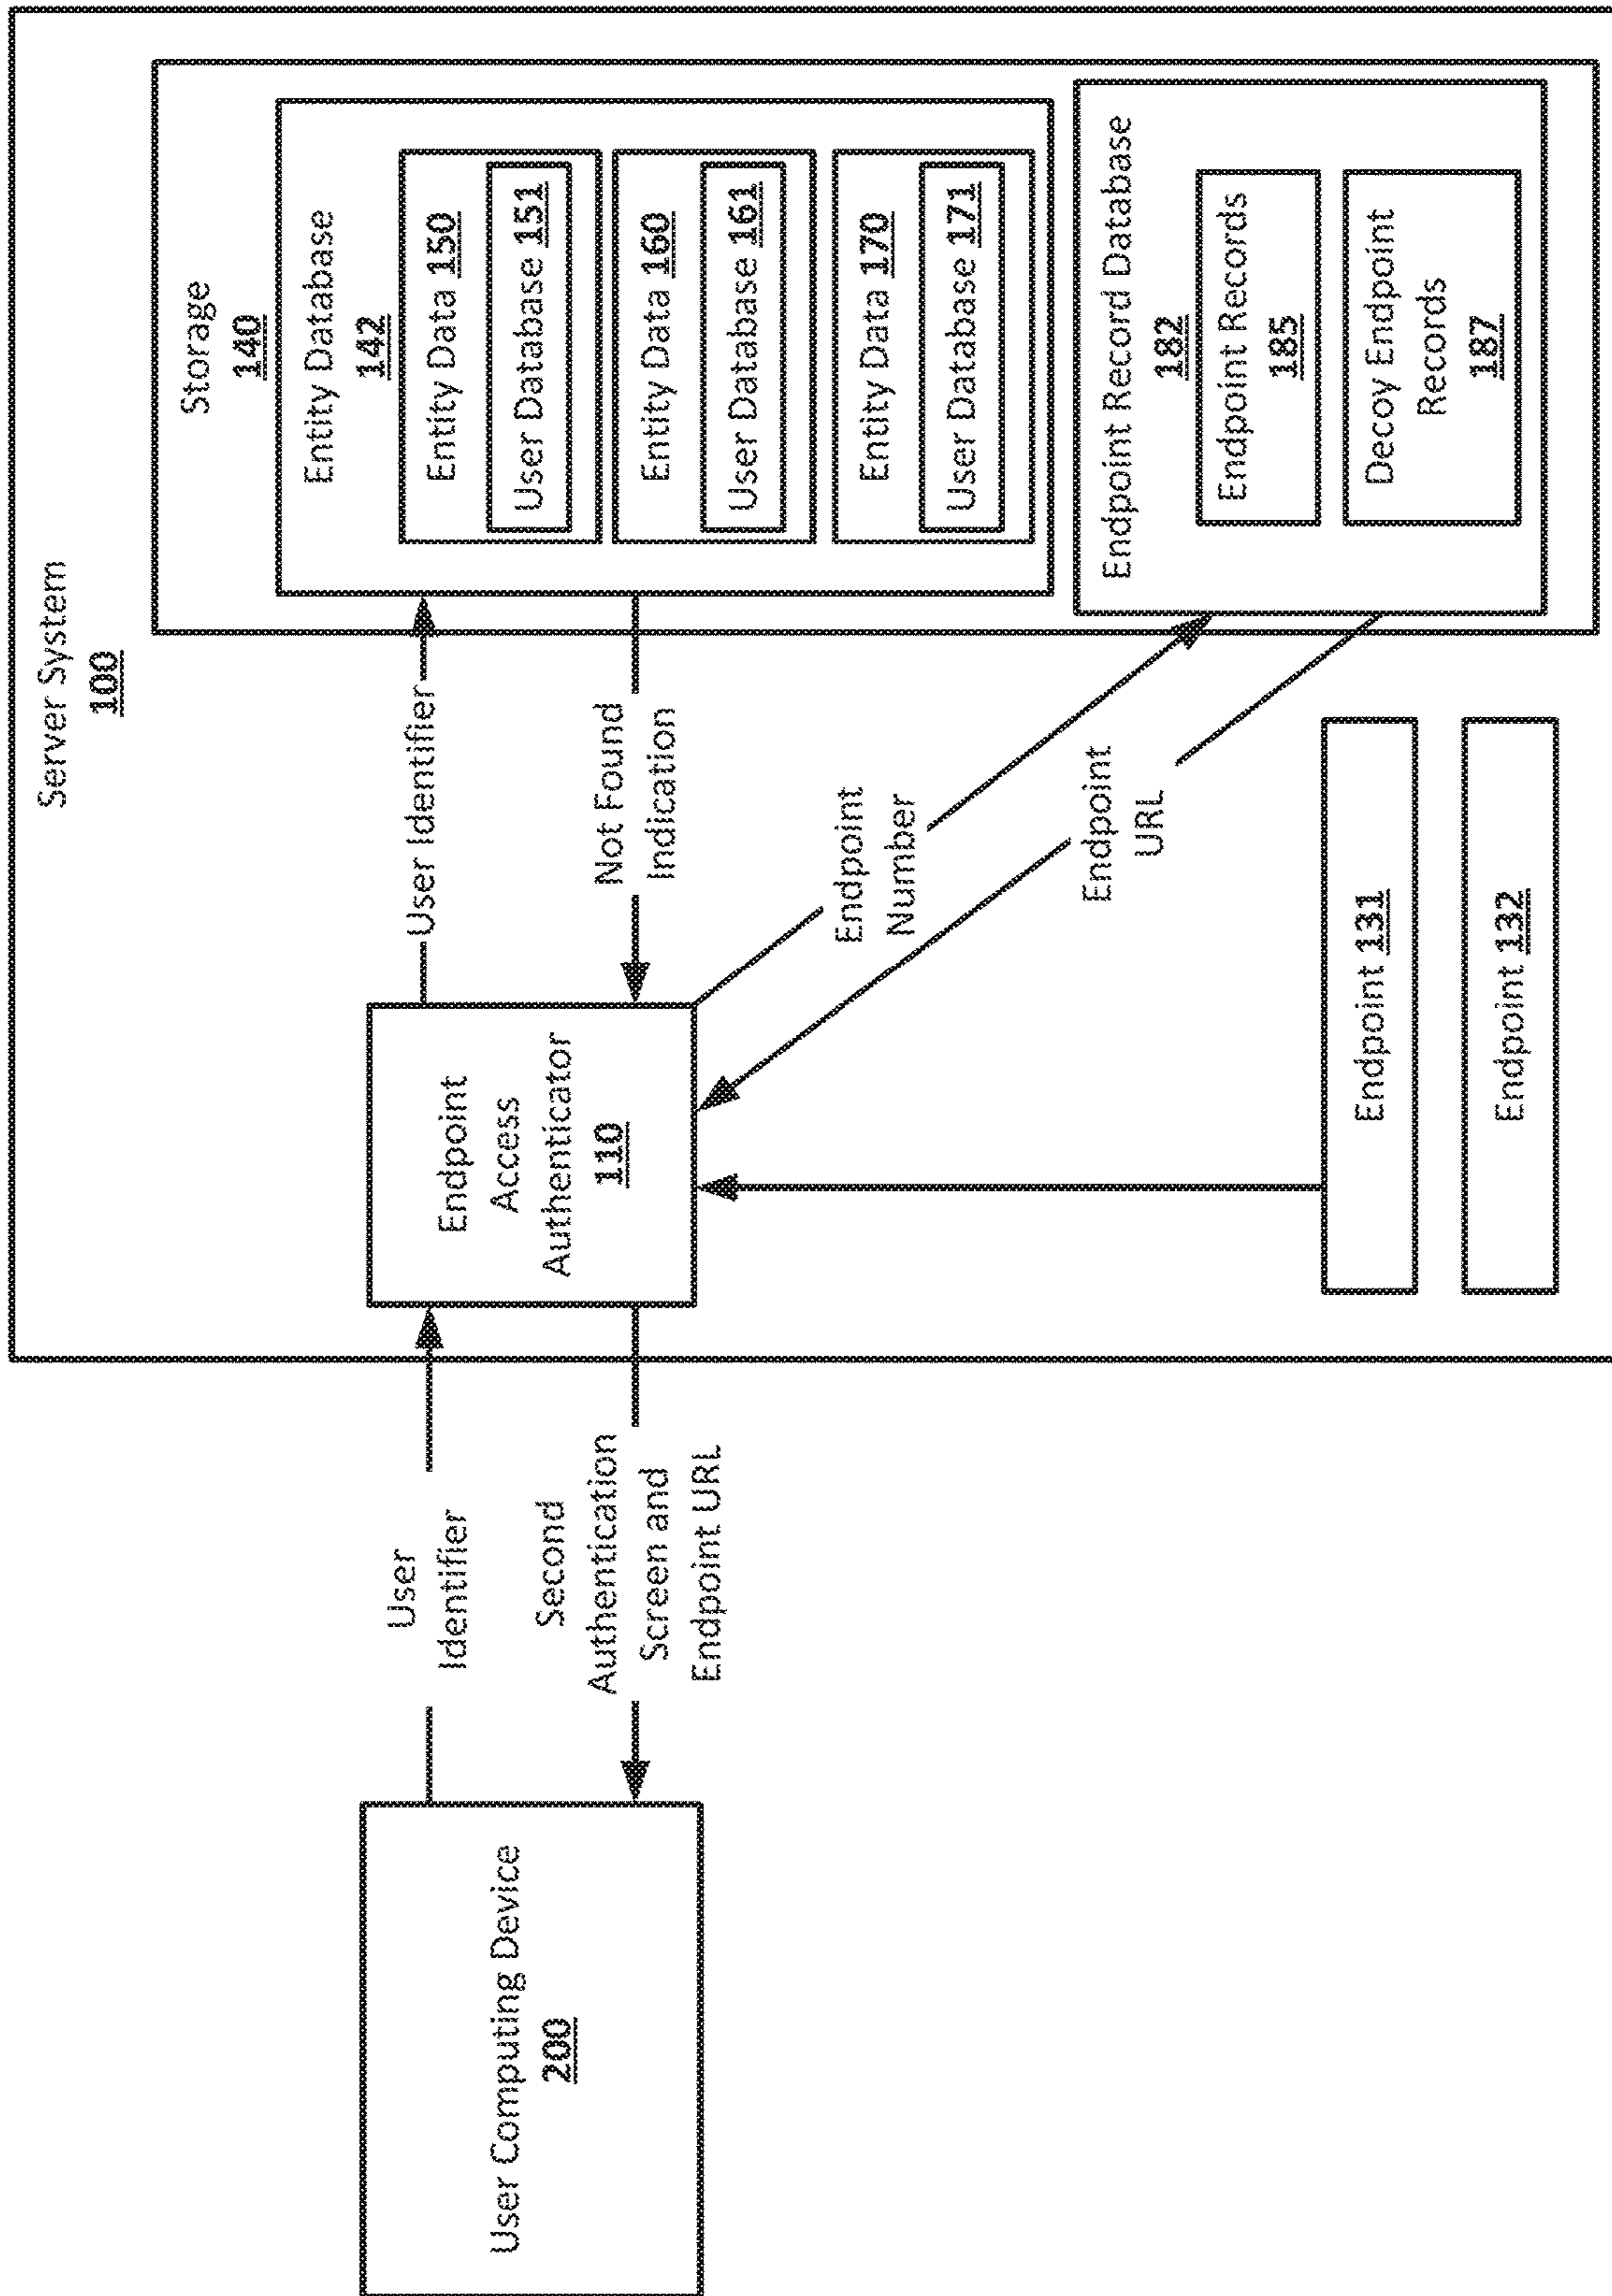 Server System
100
Storage
140
Entity Database
142
Entity Data 150
User Database 151
Entity Data 160
User Database 161
Entity Data 170
User Database 171
Endpoint Record Database
182
Endpoint Records
185
Decoy Endpoint
Records
187
User Identifier
Not Found
Indication
Endpoint
Number
Endpoint
URL
Endpoint
Access
Authenticator
110
Endpoint 131
Endpoint 132
User
Identifier
Second
Authentication
Screen and
Endpoint URL
User Computing Device
200